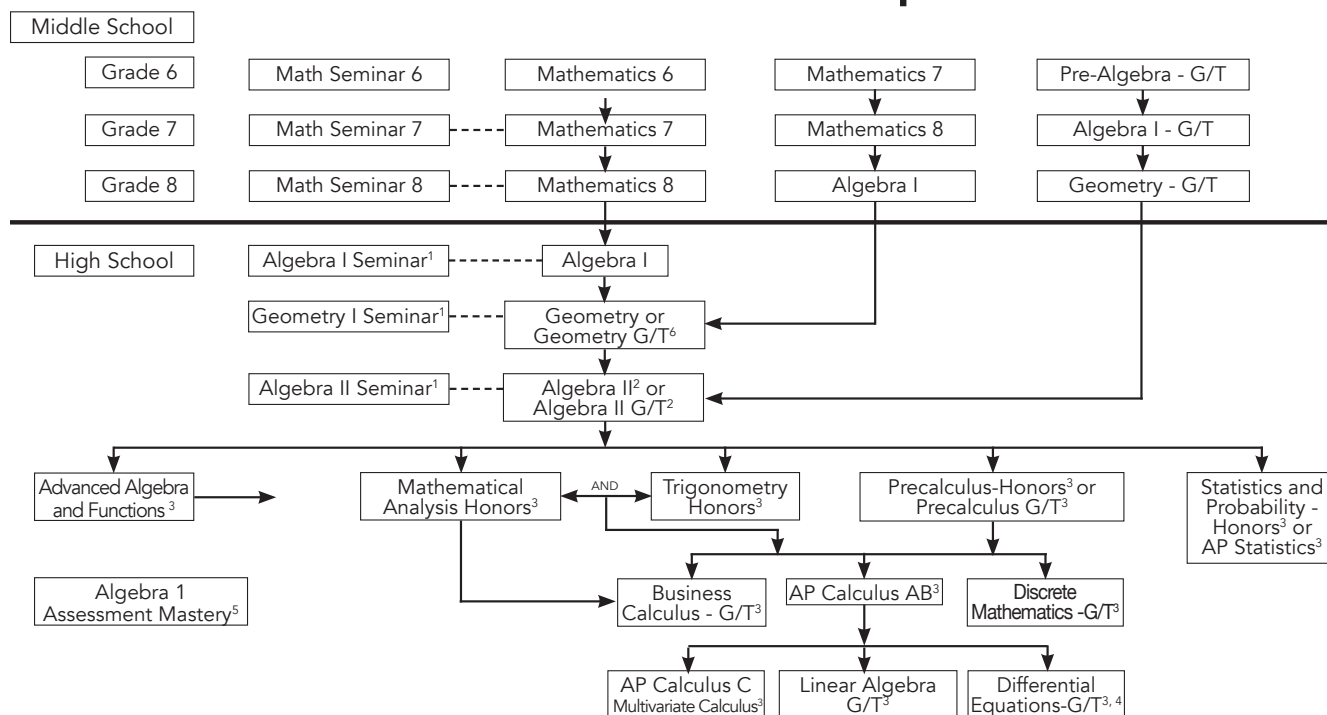 Middle School
Grade 6
Math Seminar 6
Mathematics 6
Mathematics 7
Pre-Algebra - G/T
Grade 7
Math Seminar 7
Mathematics 7
Mathematics 8
Algebra I - G/T
Grade 8
Math Seminar 8
Mathematics 8
Algebra I
Geometry - G/T
High School
Algebra I Seminar¹
Algebra I
Geometry I Seminar¹
Geometry or
Geometry G/T⁶
Algebra II Seminar¹
Algebra II² or
Algebra II G/T²
Advanced Algebra
and Functions ³
Mathematical
Analysis Honors³
AND
Trigonometry
Honors³
Precalculus-Honors³ or
Precalculus G/T³
Statistics and
Probability -
Honors³ or
AP Statistics³
Algebra 1
Assessment Mastery⁵
Business
Calculus - G/T³
AP Calculus AB³
Discrete
Mathematics -G/T³
AP Calculus C
Multivariate Calculus³
Linear Algebra
G/T³
Differential
Equations-G/T³, ⁴